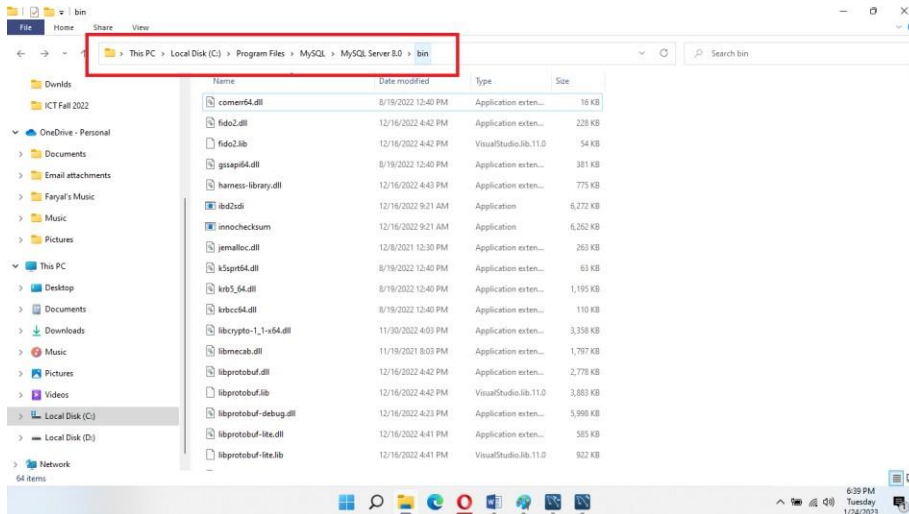 bin
File Home Share View
This PC > Local Disk (C:) > Program Files > MySQL > MySQL Server 8.0 > bin
Search bin
Name Date modified Type Size
Dwnlds
ICT Fall 2022
OneDrive - Personal
Documents
Email attachments
Faryal's Music
Music
Pictures
This PC
Desktop
Documents
Downloads
Music
Pictures
Videos
Local Disk (C:)
Local Disk (D:)
Network
comerr64.dll 8/19/2022 12:40 PM Application exten... 16 KB
fido2.dll 12/16/2022 4:42 PM Application exten... 228 KB
fido2.lib 12/16/2022 4:42 PM VisualStudio.lib.11.0 54 KB
gssapi64.dll 8/19/2022 12:40 PM Application exten... 381 KB
harness-library.dll 12/16/2022 4:43 PM Application exten... 775 KB
ibd2sdi 12/16/2022 9:21 AM Application 6,272 KB
innochecksum 12/16/2022 9:21 AM Application 6,262 KB
jemalloc.dll 12/8/2021 12:30 PM Application exten... 263 KB
k5sprt64.dll 8/19/2022 12:40 PM Application exten... 63 KB
krb5_64.dll 8/19/2022 12:40 PM Application exten... 1,195 KB
krbcc64.dll 8/19/2022 12:40 PM Application exten... 110 KB
libcrypto-1_1-x64.dll 11/30/2022 4:03 PM Application exten... 3,358 KB
libmecab.dll 11/19/2021 8:03 PM Application exten... 1,797 KB
libprotobuf.dll 12/16/2022 4:42 PM Application exten... 2,778 KB
libprotobuf.lib 12/16/2022 4:42 PM VisualStudio.lib.11.0 3,883 KB
libprotobuf-debug.dll 12/16/2022 4:23 PM Application exten... 5,998 KB
libprotobuf-lite.dll 12/16/2022 4:41 PM Application exten... 585 KB
libprotobuf-lite.lib 12/16/2022 4:41 PM VisualStudio.lib.11.0 922 KB
64 items
6:39 PM
Tuesday
1/24/2023